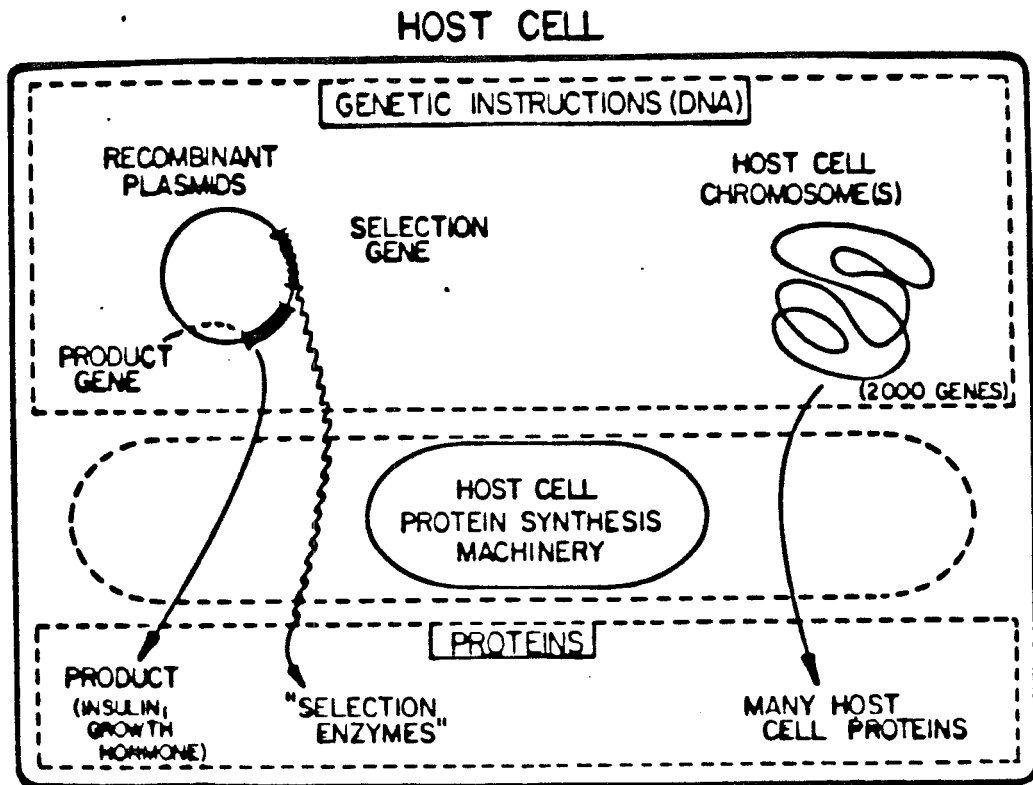 HOST CELL
GENETIC INSTRUCTIONS (DNA)
RECOMBINANT
PLASMIDS
SELECTION
GENE
HOST CELL
CHROMOSOME(S)
PRODUCT
GENE
(2000 GENES)
HOST CELL
PROTEIN SYNTHESIS
MACHINERY
PROTEINS
PRODUCT
(INSULIN,
GROWTH
HORMONE)
"SELECTION
ENZYMES"
MANY HOST
CELL PROTEINS